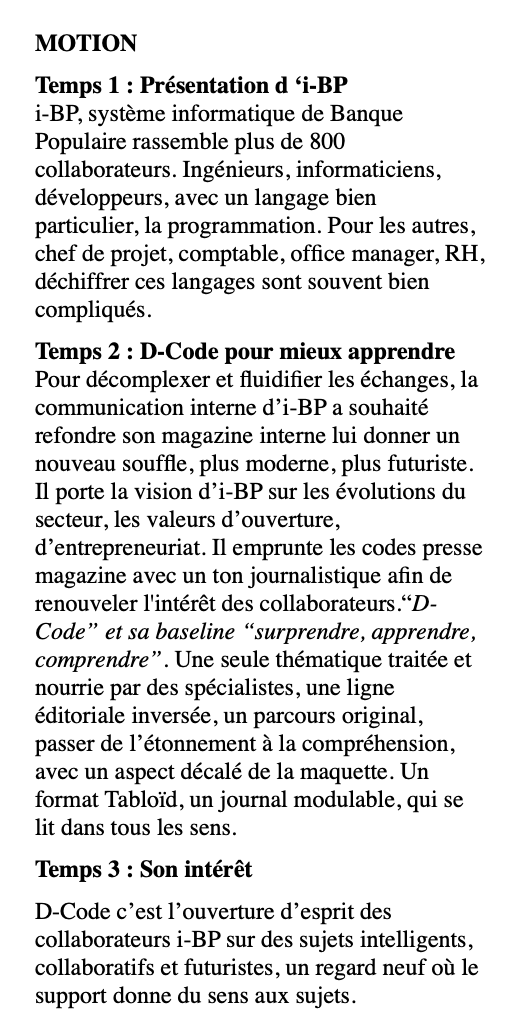 MOTION
Temps 1 : Présentation d ‘i-BP
i-BP, système informatique de Banque
Populaire rassemble plus de 800
collaborateurs. Ingénieurs, informaticiens,
développeurs, avec un langage bien
particulier, la programmation. Pour les autres,
chef de projet, comptable, office manager, RH,
déchiffrer ces langages sont souvent bien
compliqués.
Temps 2 : D-Code pour mieux apprendre
Pour décomplexer et fluidifier les échanges, la
communication interne d’i-BP a souhaité
refondre son magazine interne lui donner un
nouveau souffle, plus moderne, plus futuriste.
Il porte la vision d’i-BP sur les évolutions du
secteur, les valeurs d’ouverture,
d’entrepreneuriat. Il emprunte les codes presse
magazine avec un ton journalistique afin de
renouveler l'intérêt des collaborateurs.“D-
Code” et sa baseline “surprendre, apprendre,
comprendre”. Une seule thématique traitée et
nourrie par des spécialistes, une ligne
éditoriale inversée, un parcours original,
passer de l’étonnement à la compréhension,
avec un aspect décalé de la maquette. Un
format Tabloïd, un journal modulable, qui se
lit dans tous les sens.
Temps 3 : Son intérêt
D-Code c’est l’ouverture d’esprit des
collaborateurs i-BP sur des sujets intelligents,
collaboratifs et futuristes, un regard neuf où le
support donne du sens aux sujets.